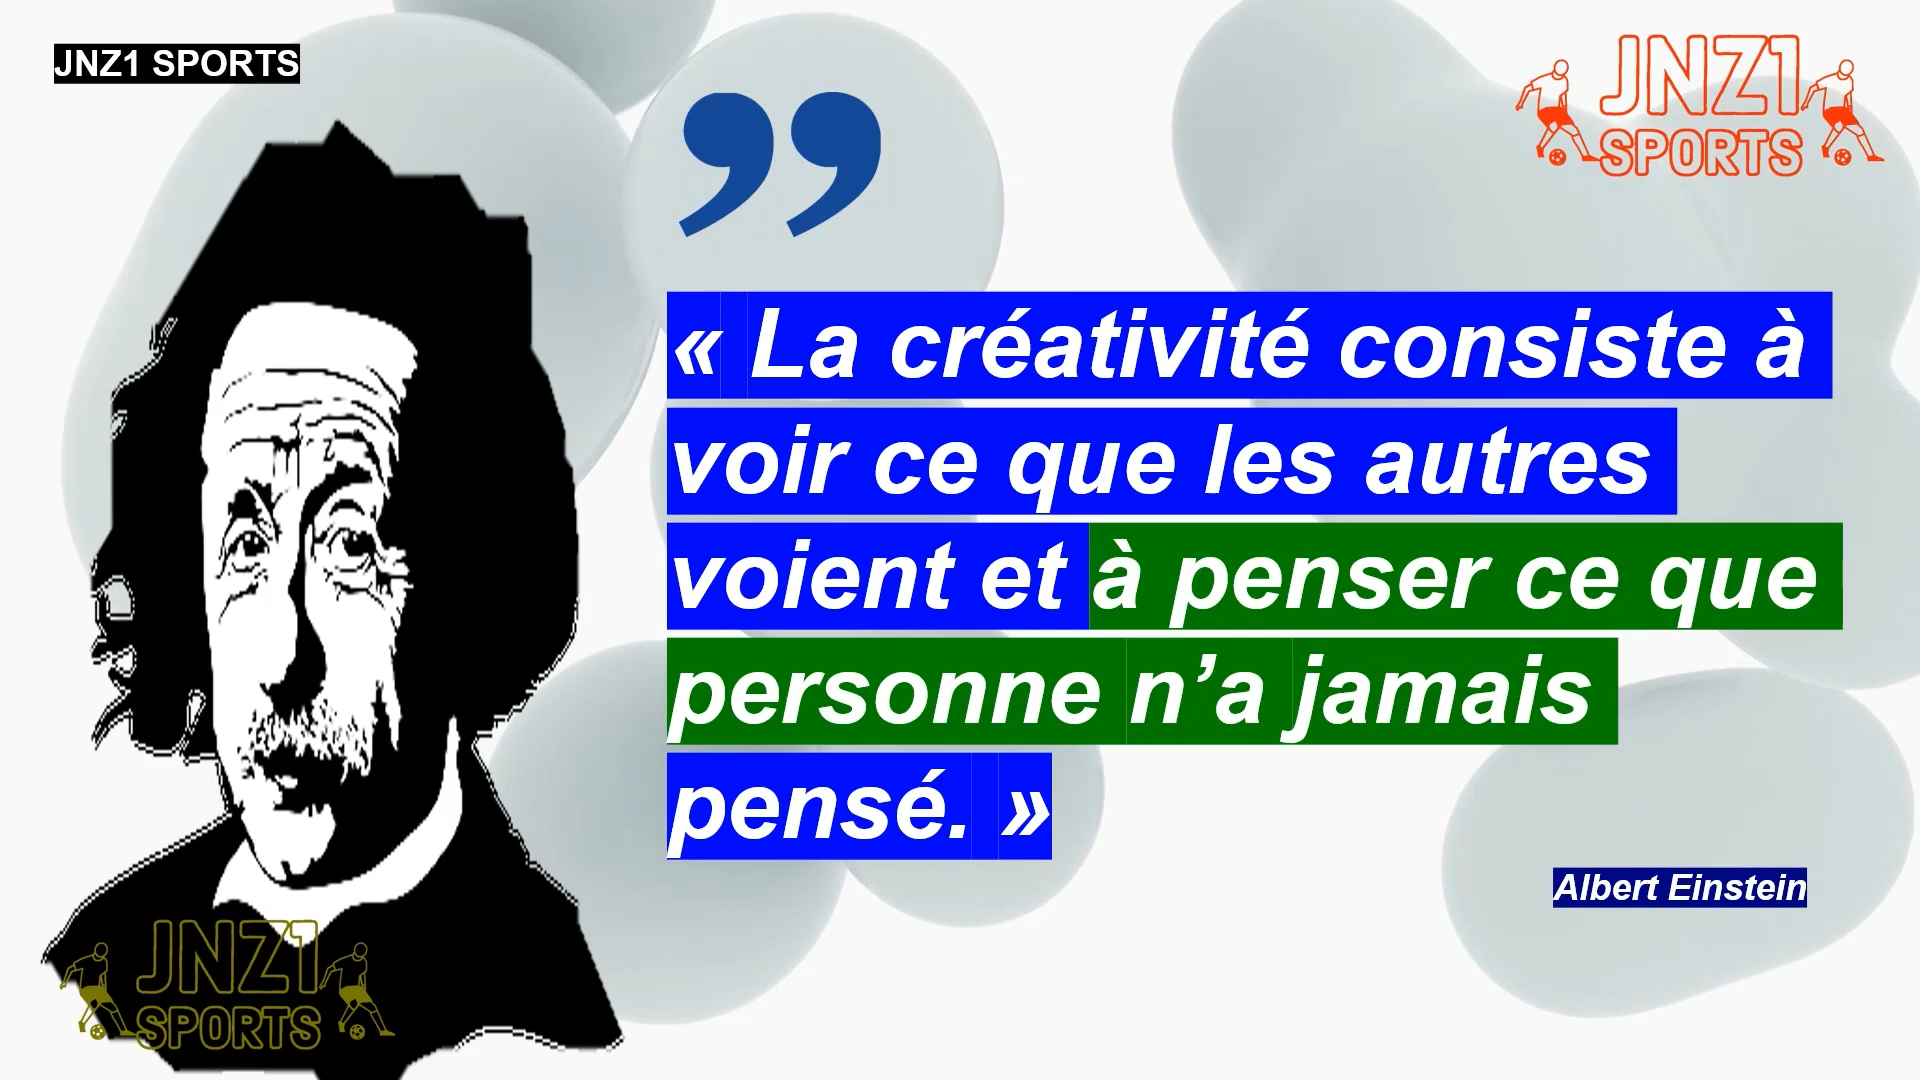 JNZ1 SPORTS
JNZ1
SPORTS
”
« La créativité consiste à
voir ce que les autres
voient et à penser ce que
personne n’a jamais
pensé. »
Albert Einstein
JNZ1
SPORTS